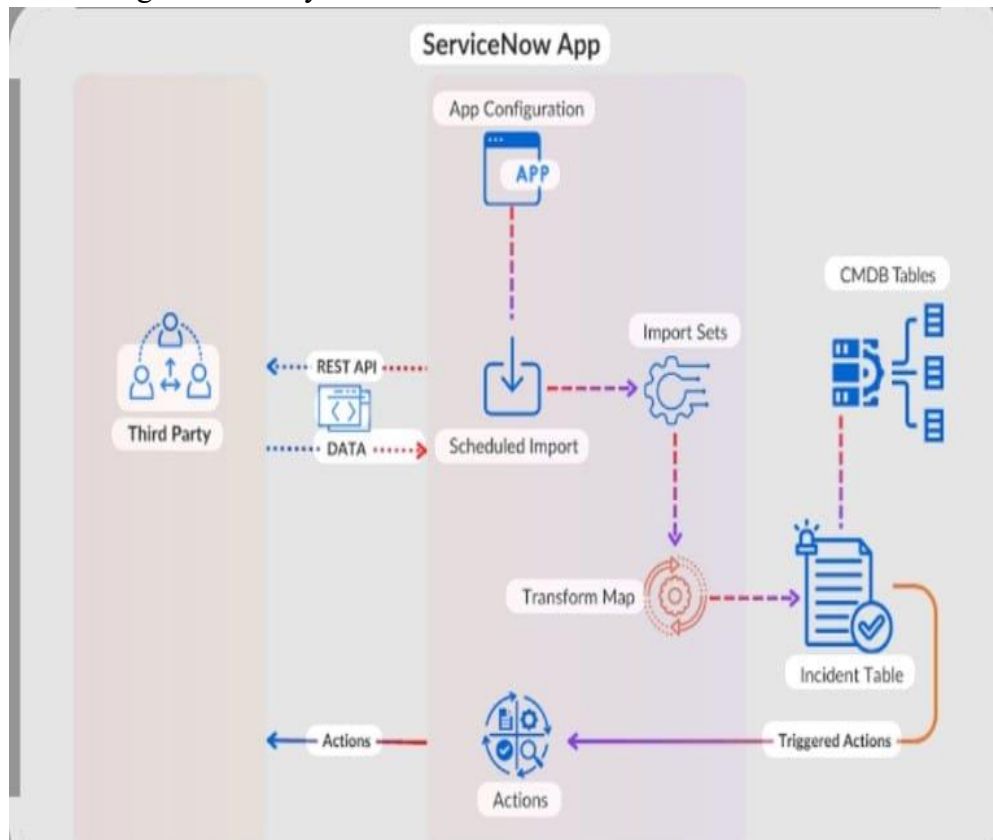 ServiceNow App
App Configuration
APP
CMDB Tables
Import Sets
REST API
Third Party
DATA
Scheduled Import
Transform Map
Incident Table
Actions
Triggered Actions
Actions